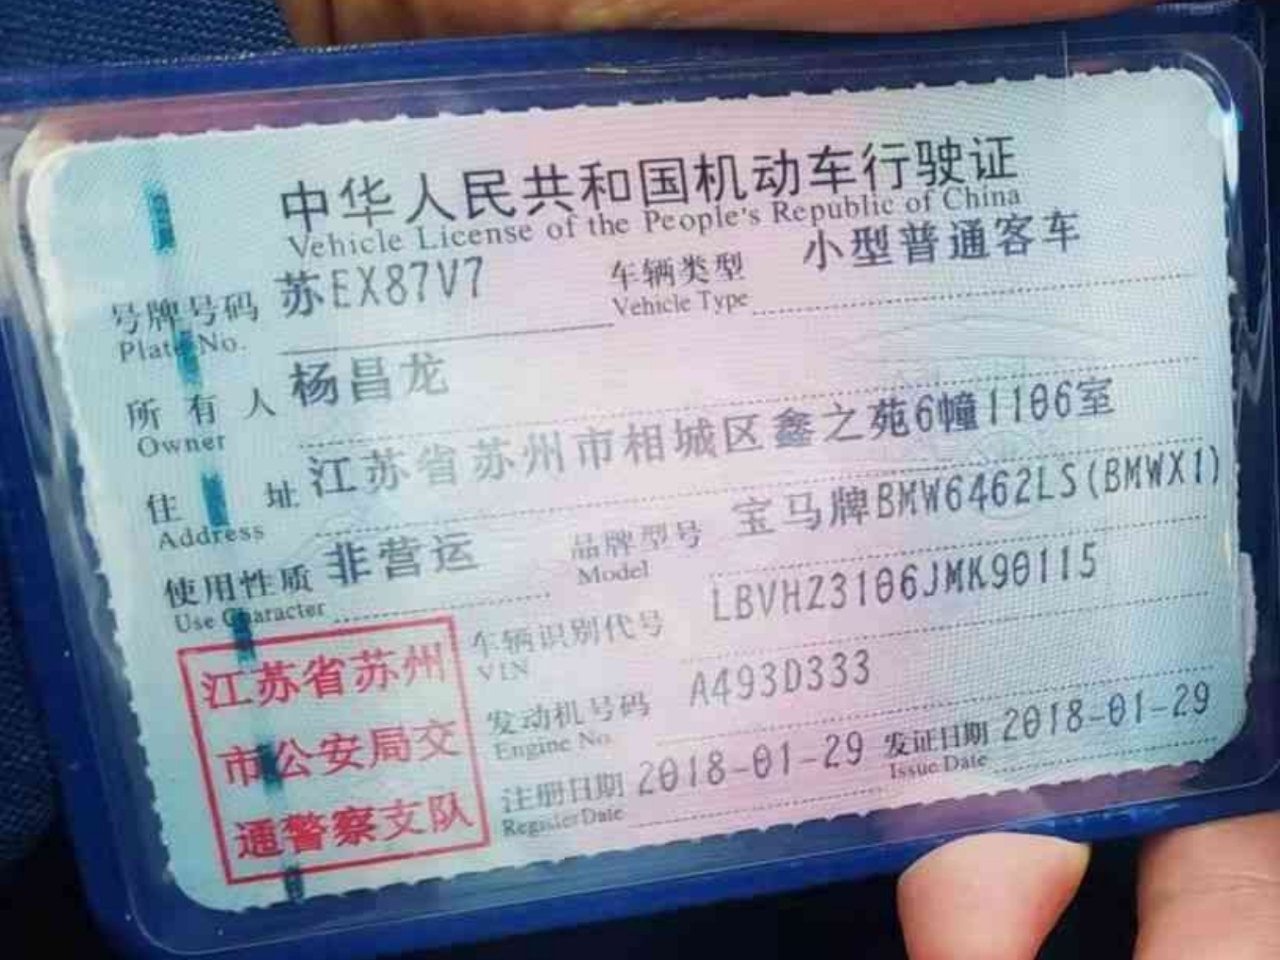 中华人民共和国机动车行驶证
Vehicle License of the People's Republic of China
号牌号码 苏EX87V7 车辆类型 小型普通客车
Plate No. Vehicle Type
所有人 杨昌龙
Owner
住址 江苏省苏州市相城区鑫之苑6幢1106室
Address
使用性质 非营运 品牌型号 宝马牌BMW6462LS(BMWX1)
Use Character Model
车辆识别代号 LBVHZ3106JMK90115
VIN
发动机号码 A493D333
Engine No.
注册日期 2018-01-29 发证日期 2018-01-29
Register Date Issue Date
江苏省苏州
市公安局交
通警察支队